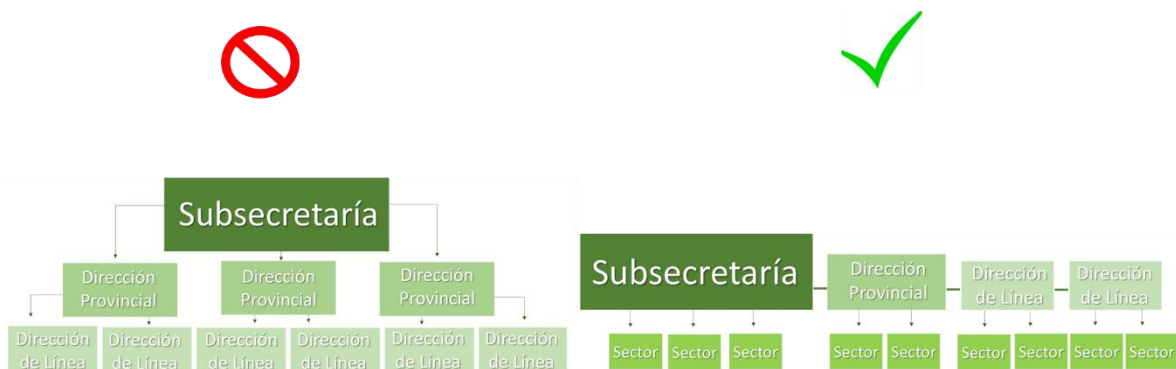 Subsecretaría
Dirección
Provincial
Dirección
Provincial
Dirección
Provincial
Dirección
de Línea
Dirección
de Línea
Dirección
de Línea
Dirección
de Línea
Dirección
de Línea
Dirección
de Línea
Subsecretaría
Dirección
Provincial
Dirección
de Línea
Dirección
de Línea
Sector
Sector
Sector
Sector
Sector
Sector
Sector
Sector
Sector